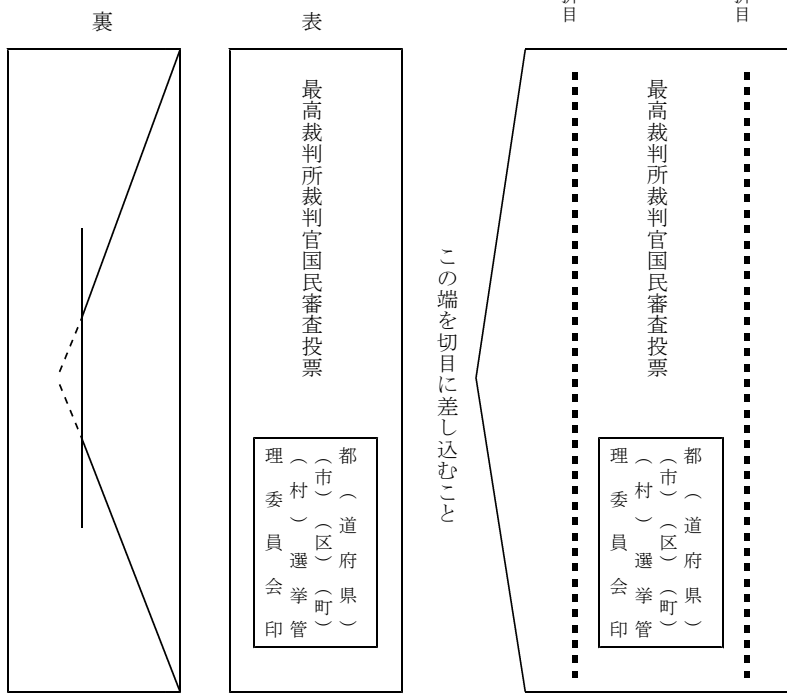 折目
最高裁判所裁判官国民審査投票
都（道府県）
（市）（区）（町）
（村）選挙管
理委員会印
折目
この端を切目に差し込むこと
表
最高裁判所裁判官国民審査投票
都（道府県）
（市）（区）（町）
（村）選挙管
理委員会印
裏